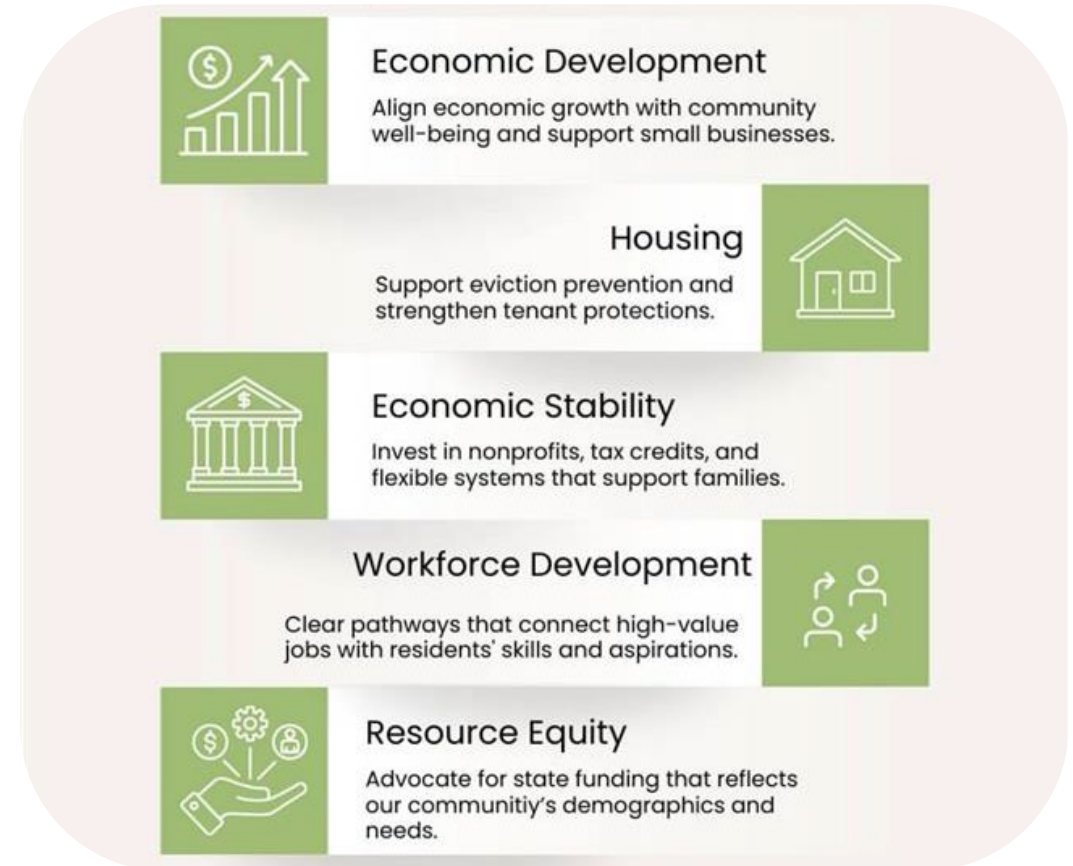 Economic Development
Align economic growth with community
well-being and support small businesses.
Housing
Support eviction prevention and
strengthen tenant protections.
Economic Stability
Invest in nonprofits, tax credits, and
flexible systems that support families.
Workforce Development
Clear pathways that connect high-value
jobs with residents' skills and aspirations.
Resource Equity
Advocate for state funding that reflects
our communitiy’s demographics and
needs.